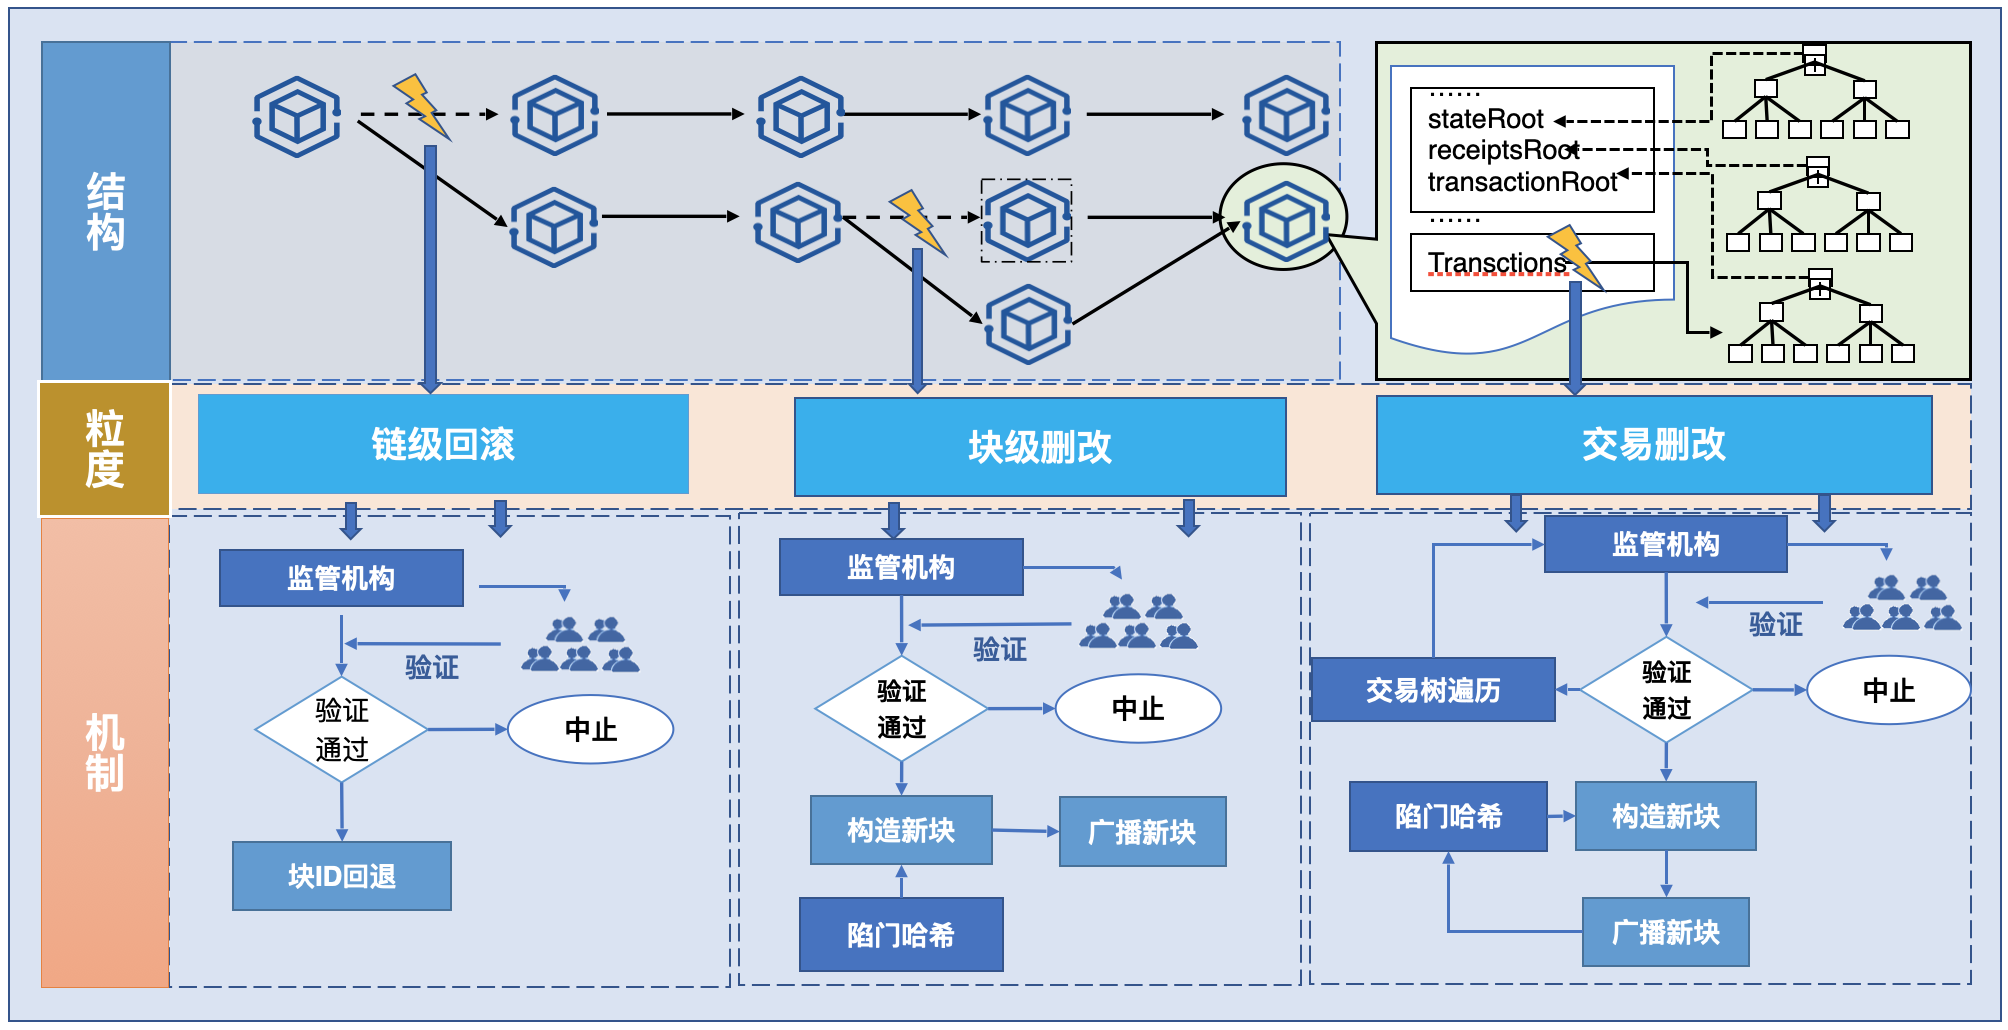 结构
······
stateRoot
receiptsRoot
transactionRoot
······
Transctions
粒度
链级回滚
块级删改
交易删改
机制
监管机构
验证
验证
通过
中止
块ID回退
监管机构
验证
验证
通过
中止
构造新块
广播新块
陷门哈希
监管机构
验证
交易树遍历
验证
通过
中止
陷门哈希
构造新块
广播新块